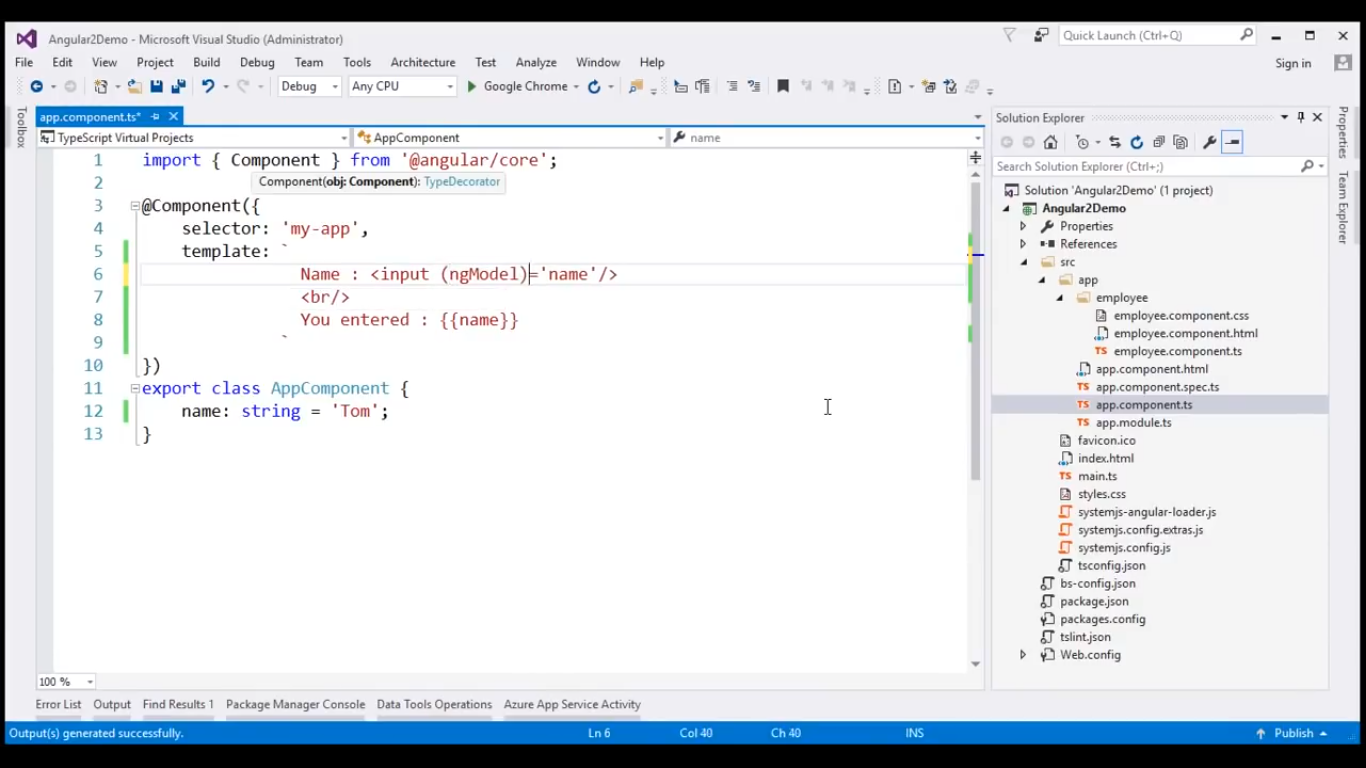 Angular2Demo - Microsoft Visual Studio (Administrator)
Quick Launch (Ctrl+Q)
File Edit View Project Build Debug Team Tools Architecture Test Analyze Window Help
Sign in
Debug Any CPU Google Chrome
Toolbox
app.component.ts*
TypeScript Virtual Projects AppComponent name
1 import { Component } from '@angular/core';
Component(obj: Component): TypeDecorator
2
3 @Component({
4 selector: 'my-app',
5 template: `
6 Name : <input (ngModel)='name'/>
7 <br/>
8 You entered : {{name}}
9 `
10 })
11 export class AppComponent {
12 name: string = 'Tom';
13 }
100 %
Solution Explorer
Search Solution Explorer (Ctrl+;)
Solution 'Angular2Demo' (1 project)
Angular2Demo
Properties
References
src
app
employee
employee.component.css
employee.component.html
TS employee.component.ts
app.component.html
TS app.component.spec.ts
TS app.component.ts
TS app.module.ts
favicon.ico
index.html
TS main.ts
styles.css
systemjs-angular-loader.js
systemjs.config.extras.js
systemjs.config.js
tsconfig.json
bs-config.json
package.json
packages.config
tslint.json
Web.config
Properties
Team Explorer
Error List Output Find Results 1 Package Manager Console Data Tools Operations Azure App Service Activity
Output(s) generated successfully. Ln 6 Col 40 Ch 40 INS Publish